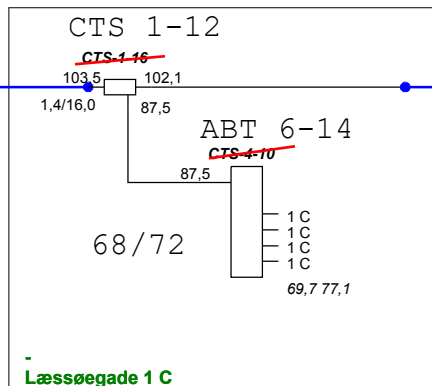 CTS 1-12
CTS-1-16
103,5 102,1
1,4/16,0 87,5
ABT 6-14
CTS-4-10
87,5
1 C
1 C
68/72
1 C
1 C
69,7 77,1
-
Læssøegade 1 C